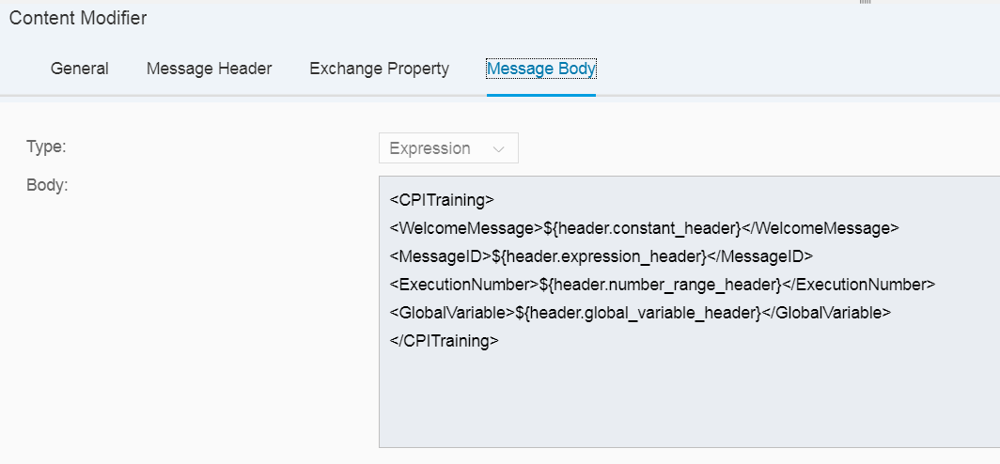 Content Modifier
General Message Header Exchange Property Message Body
Type: Expression
Body:
<CPITraining>
<WelcomeMessage>${header.constant_header}</WelcomeMessage>
<MessageID>${header.expression_header}</MessageID>
<ExecutionNumber>${header.number_range_header}</ExecutionNumber>
<GlobalVariable>${header.global_variable_header}</GlobalVariable>
</CPITraining>